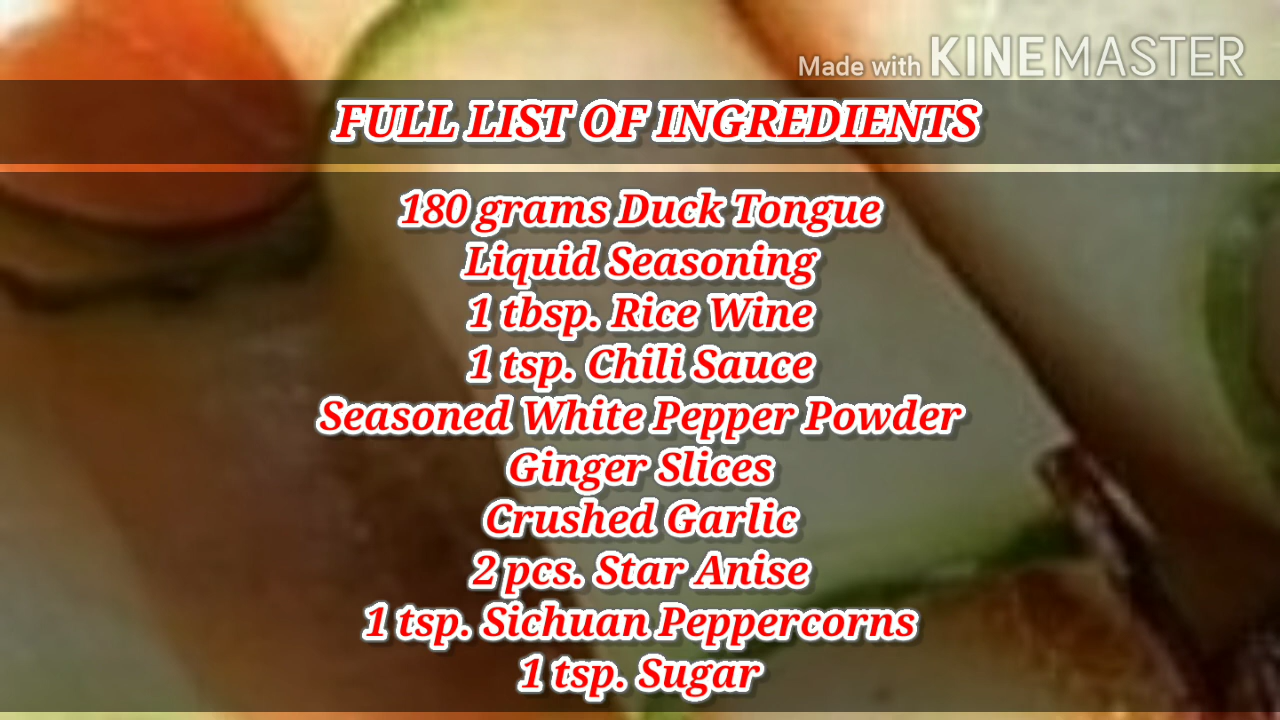 Made with KINEMASTER
FULL LIST OF INGREDIENTS
180 grams Duck Tongue
Liquid Seasoning
1 tbsp. Rice Wine
1 tsp. Chili Sauce
Seasoned White Pepper Powder
Ginger Slices
Crushed Garlic
2 pcs. Star Anise
1 tsp. Sichuan Peppercorns
1 tsp. Sugar